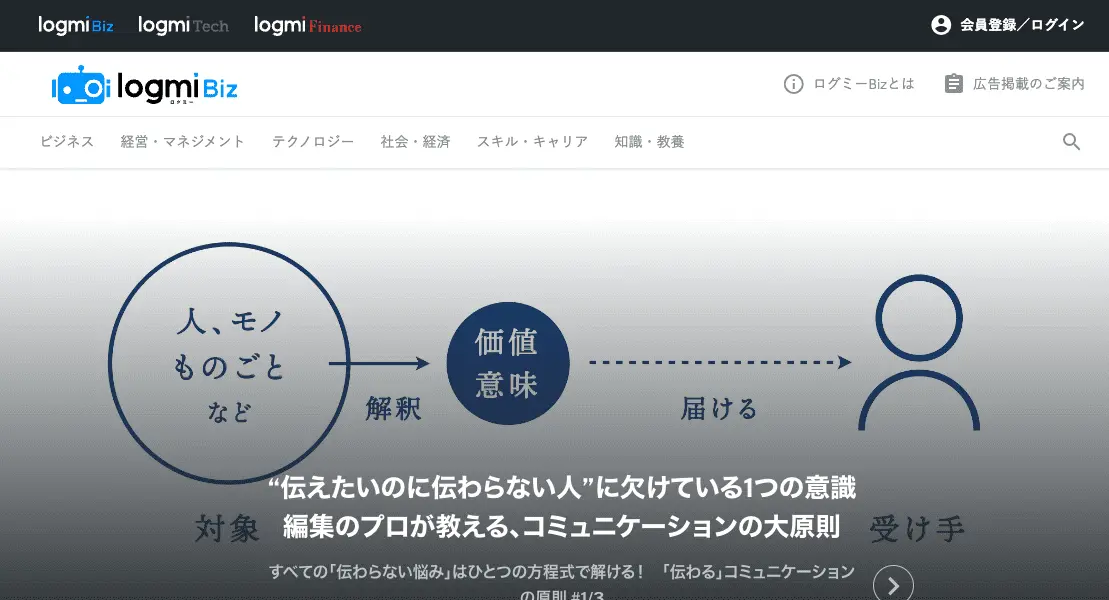 logmi Biz logmi Tech logmi Finance 会員登録／ログイン
logmi Biz ログミーBizとは 広告掲載のご案内
ログミー
ビジネス 経営・マネジメント テクノロジー 社会・経済 スキル・キャリア 知識・教養
人、モノ
ものごと
など
解釈
価値
意味
届ける
対象
受け手
“伝えたいのに伝わらない人”に欠けている1つの意識
編集のプロが教える、コミュニケーションの大原則
すべての「伝わらない悩み」はひとつの方程式で解ける！ 「伝わる」コミュニケーション
の原則 #1/3